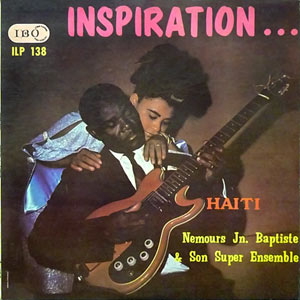 INSPIRATION...
IBO
ILP 138
HAITI
Nemours Jn. Baptiste
& Son Super Ensemble